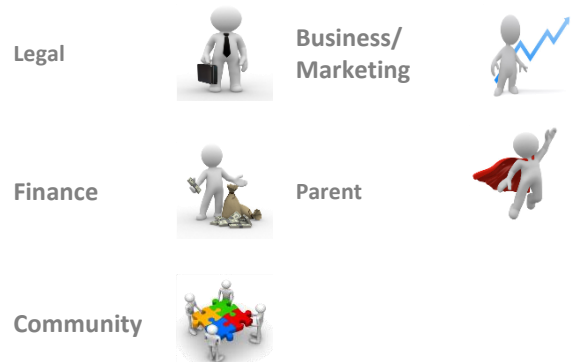 Legal
Business/
Marketing
Finance
Parent
Community